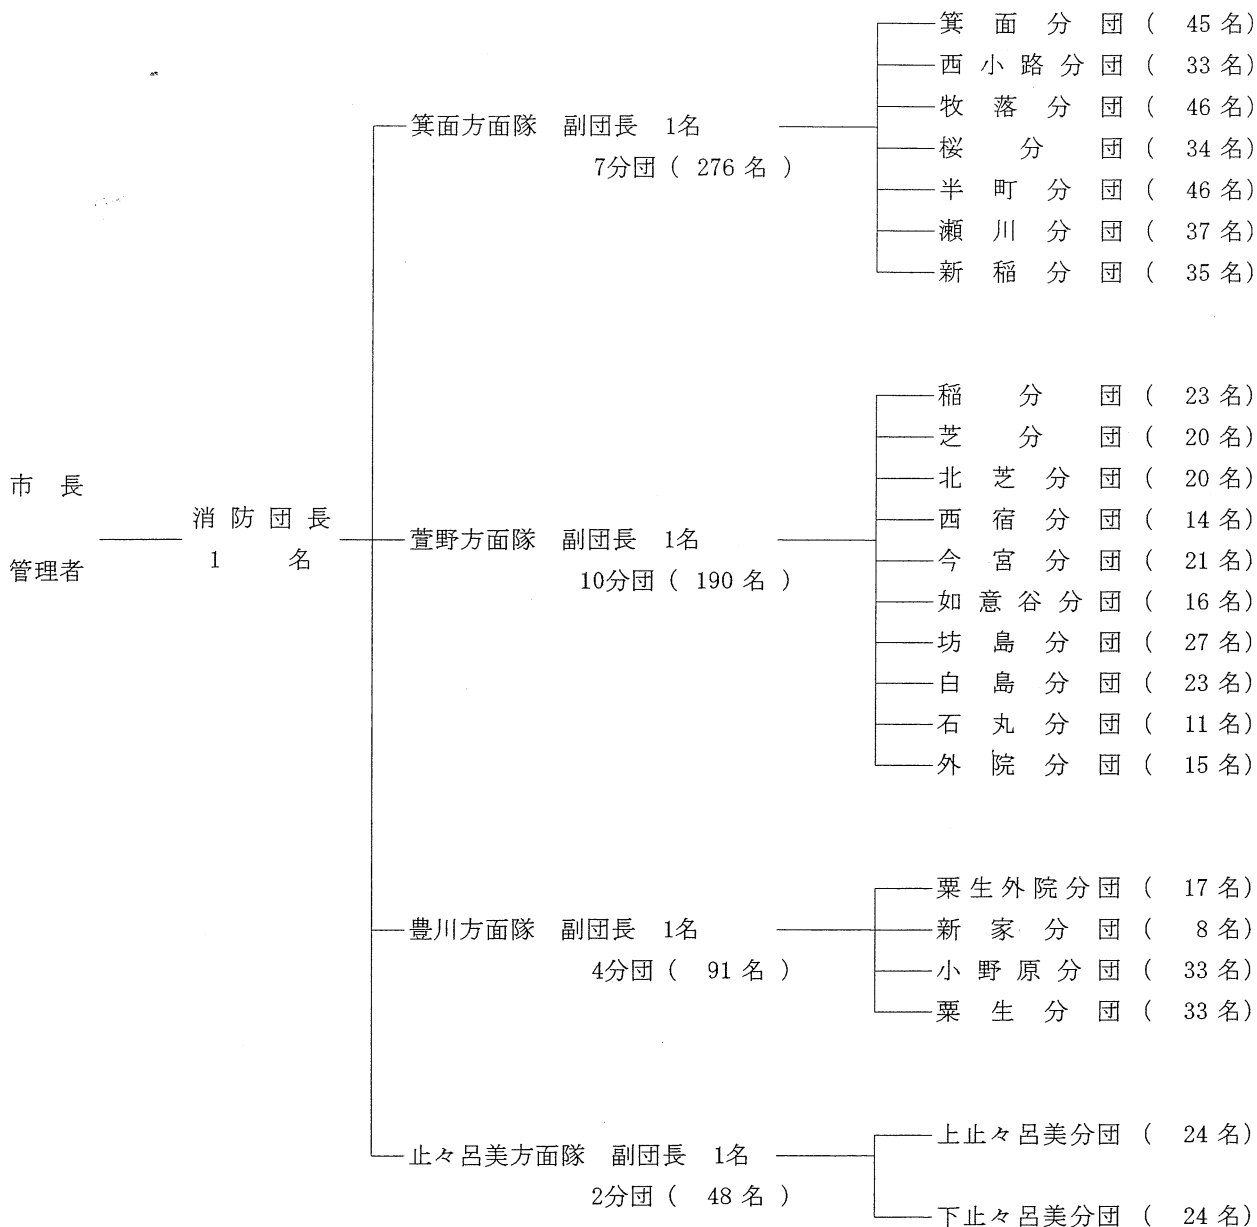 市　長
管理者
消 防 団 長
1　　名
箕面方面隊　副団長　1名
7分団（ 276 名 ）
箕　面　分　団 （　45 名）
西 小 路 分 団 （　33 名）
牧　落　分　団 （　46 名）
桜　　分　　団 （　34 名）
半　町　分　団 （　46 名）
瀬　川　分　団 （　37 名）
新　稲　分　団 （　35 名）
萱野方面隊　副団長　1名
10分団（ 190 名 ）
稲　　分　　団 （　23 名）
芝　　分　　団 （　20 名）
北　芝　分　団 （　20 名）
西　宿　分　団 （　14 名）
今　宮　分　団 （　21 名）
如 意 谷 分 団 （　16 名）
坊　島　分　団 （　27 名）
白　島　分　団 （　23 名）
石　丸　分　団 （　11 名）
外　院　分　団 （　15 名）
豊川方面隊　副団長　1名
4分団（　91 名 ）
粟生外院分団 （　17 名）
新　家　分　団 （　8 名）
小 野 原 分 団 （　33 名）
粟　生　分　団 （　33 名）
止々呂美方面隊　副団長　1名
2分団（　48 名 ）
上止々呂美分団 （　24 名）
下止々呂美分団 （　24 名）